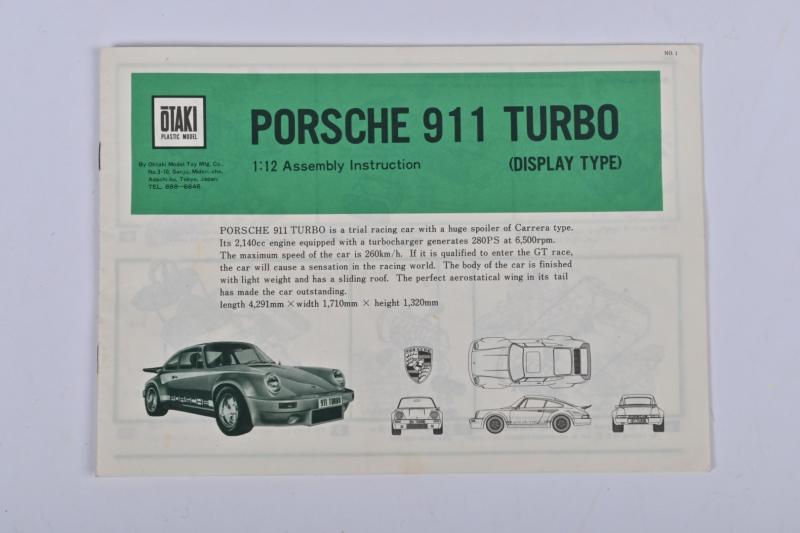 NO. 1
ŌTAKI
PLASTIC MODEL
PORSCHE 911 TURBO
1:12 Assembly Instruction
(DISPLAY TYPE)
By Ohtaki Model Toy Mfg. Co.,
No.3-10, Sanju, Midori-cho,
Adachi-ku, Tokyo, Japan.
TEL. 888-6646
PORSCHE 911 TURBO is a trial racing car with a huge spoiler of Carrera type.
Its 2,140cc engine equipped with a turbocharger generates 280PS at 6,500rpm.
The maximum speed of the car is 260km/h. If it is qualified to enter the GT race,
the car will cause a sensation in the racing world. The body of the car is finished
with light weight and has a sliding roof. The perfect aerostatical wing in its tail
has made the car outstanding.
length 4,291mm × width 1,710mm × height 1,320mm
PORSCHE
911 TURBO
PORSCHE